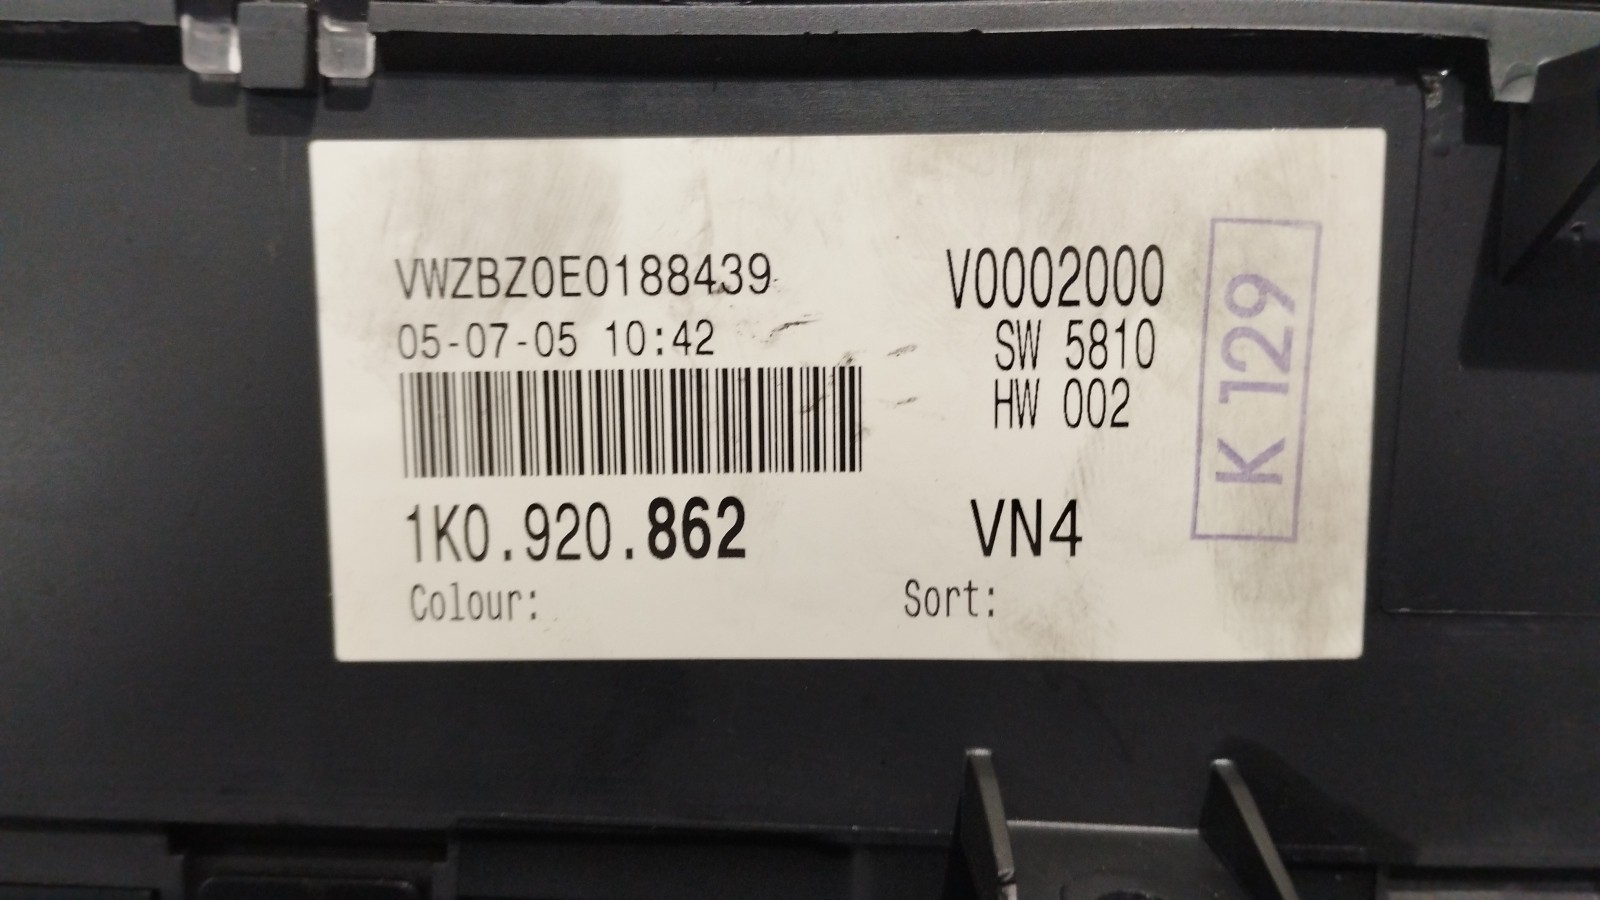 VWZBZ0E0188439
05-07-05 10:42
1K0.920.862
Colour:
V0002000
SW 5810
HW 002
VN4
Sort:
K 129